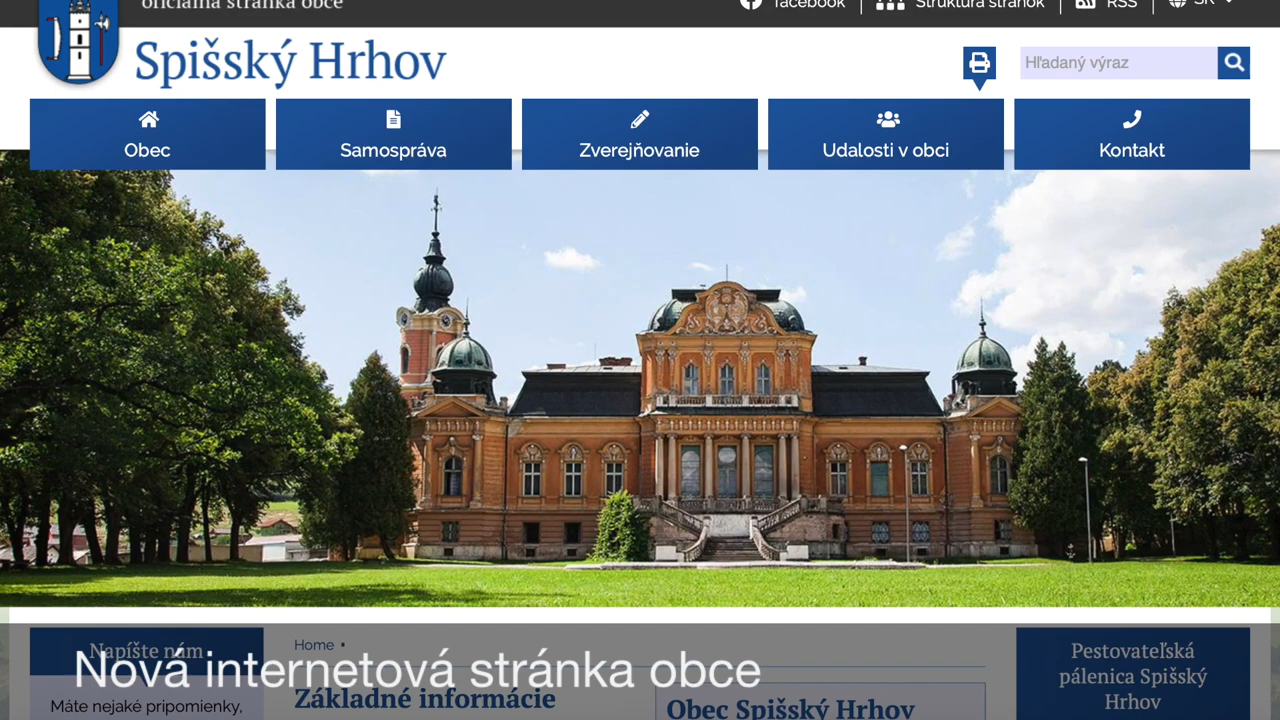 oficiálna stránka obce
facebook
Štruktúra stránok
RSS
SK
Spišský Hrhov
Hľadaný výraz
Obec
Samospráva
Zverejňovanie
Udalosti v obci
Kontakt
Napíšte nám
Máte nejaké pripomienky,
Home
Základné informácie
Obec Spišský Hrhov
Pestovateľská
pálenica Spišský
Hrhov
Nová internetová stránka obce